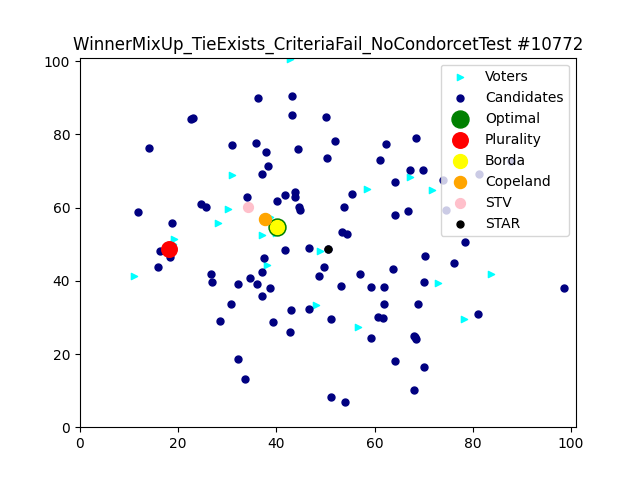 WinnerMixUp_TieExists_CriteriaFail_NoCondorcetTest #10772
100
80
60
40
20
0
0 20 40 60 80 100
Voters
Candidates
Optimal
Plurality
Borda
Copeland
STV
STAR